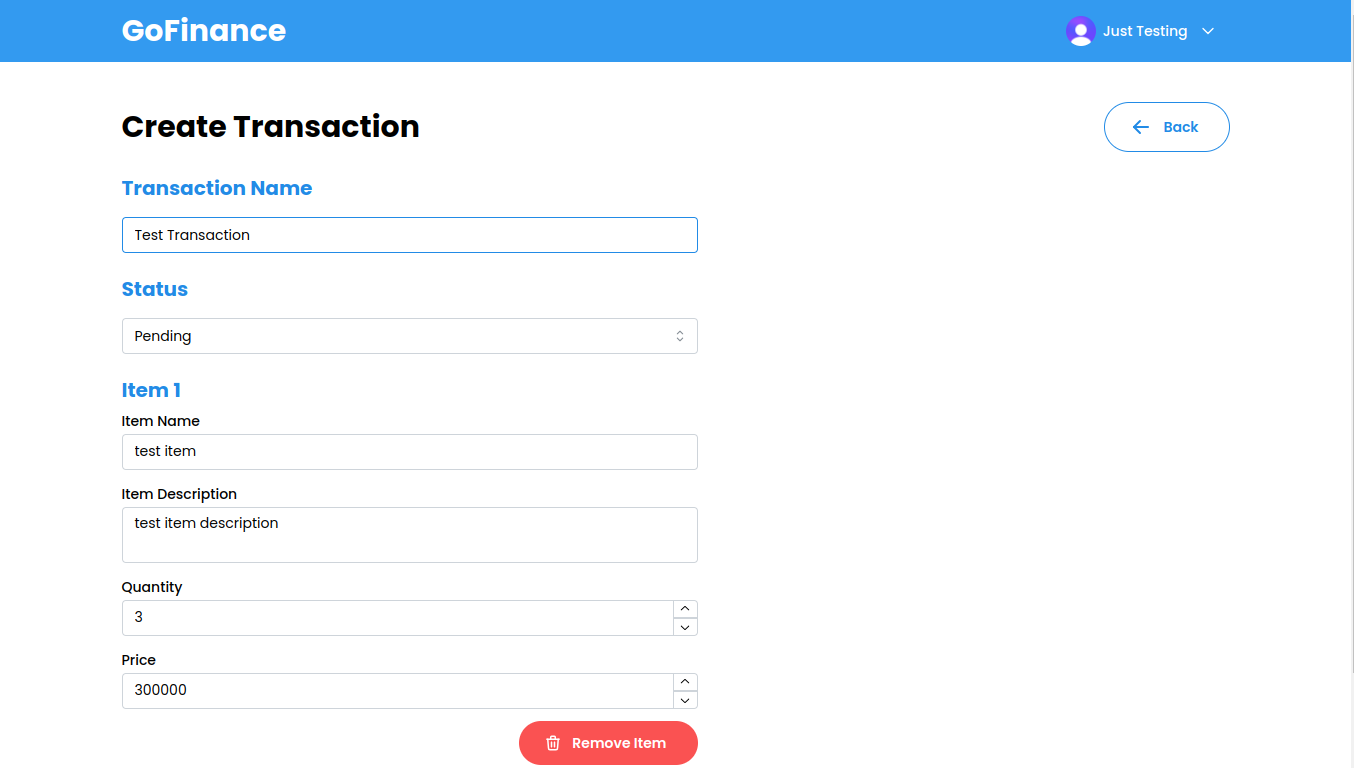 GoFinance
Just Testing
Create Transaction
Back
Transaction Name
Test Transaction
Status
Pending
Item 1
Item Name
test item
Item Description
test item description
Quantity
3
Price
300000
Remove Item